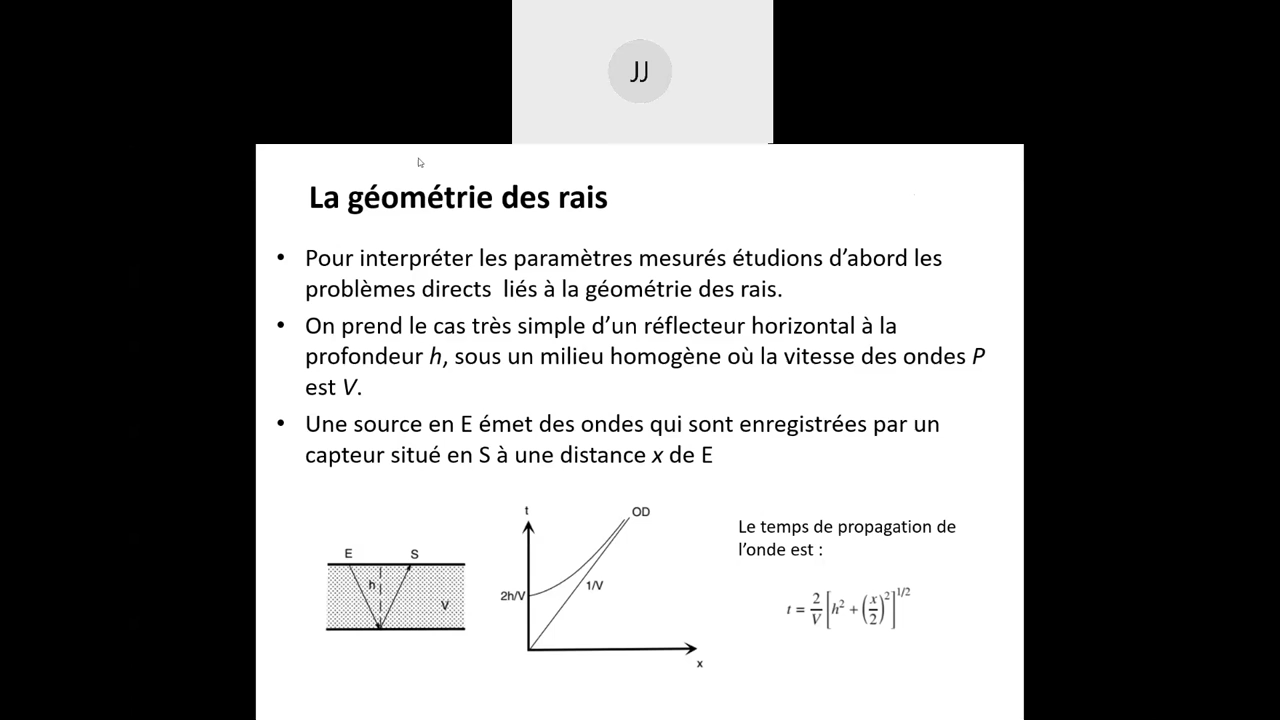 JJ
La géométrie des rais
• Pour interpréter les paramètres mesurés étudions d’abord les
problèmes directs liés à la géométrie des rais.
• On prend le cas très simple d’un réflecteur horizontal à la
profondeur h, sous un milieu homogène où la vitesse des ondes P
est V.
• Une source en E émet des ondes qui sont enregistrées par un
capteur situé en S à une distance x de E
E S
h
V
t
OD
2h/V
1/V
x
Le temps de propagation de
l’onde est :
t = 2/V [h² + (x/2)²]^1/2